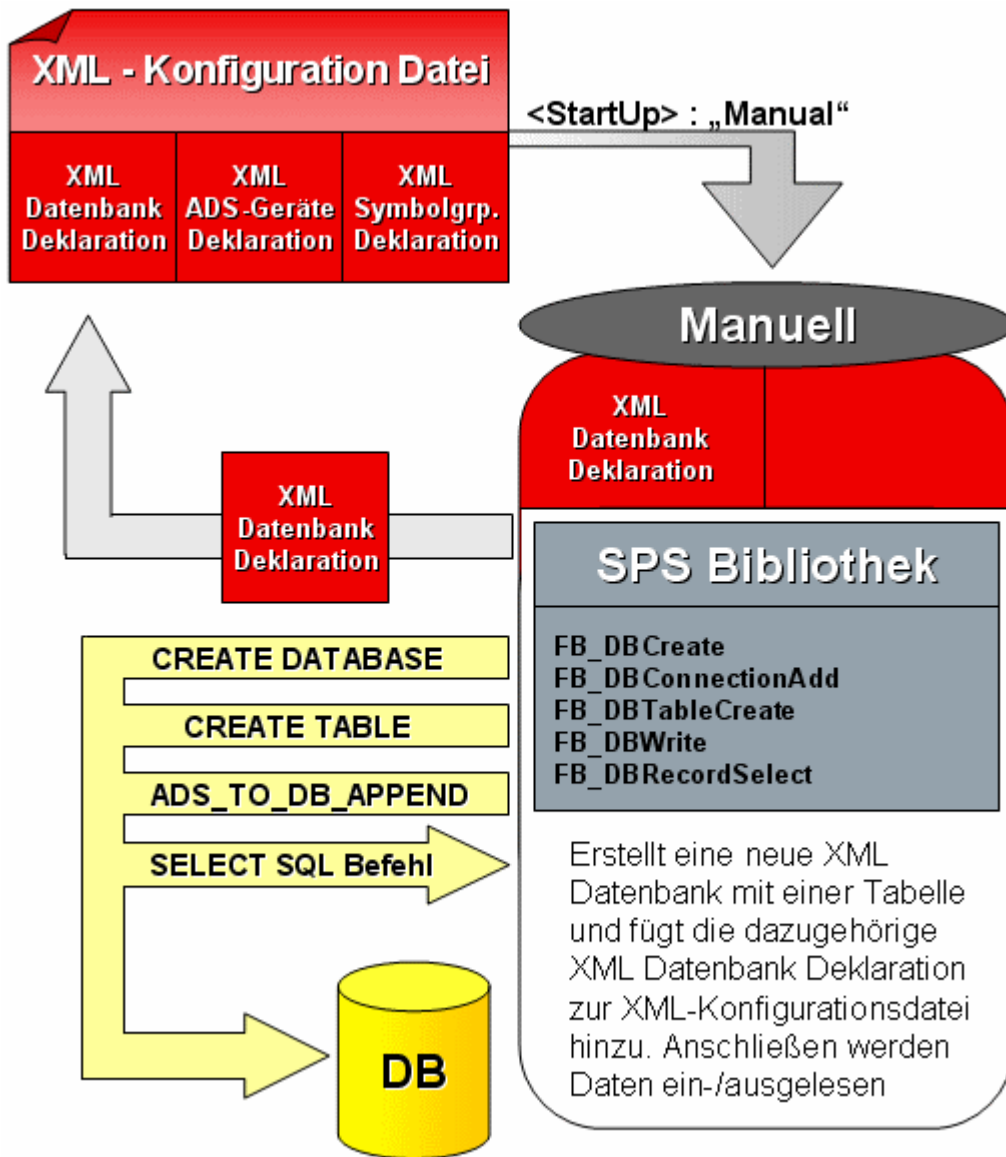 XML - Konfiguration Datei
<StartUp> : „Manual“
XML
Datenbank
Deklaration
XML
ADS-Geräte
Deklaration
XML
Symbolgrp.
Deklaration
Manuell
XML
Datenbank
Deklaration
XML
Datenbank
Deklaration
SPS Bibliothek
FB_DBCreate
FB_DBConnectionAdd
FB_DBTableCreate
FB_DBWrite
FB_DBRecordSelect
CREATE DATABASE
CREATE TABLE
ADS_TO_DB_APPEND
SELECT SQL Befehl
DB
Erstellt eine neue XML
Datenbank mit einer Tabelle
und fügt die dazugehörige
XML Datenbank Deklaration
zur XML-Konfigurationsdatei
hinzu. Anschließen werden
Daten ein-/ausgelesen